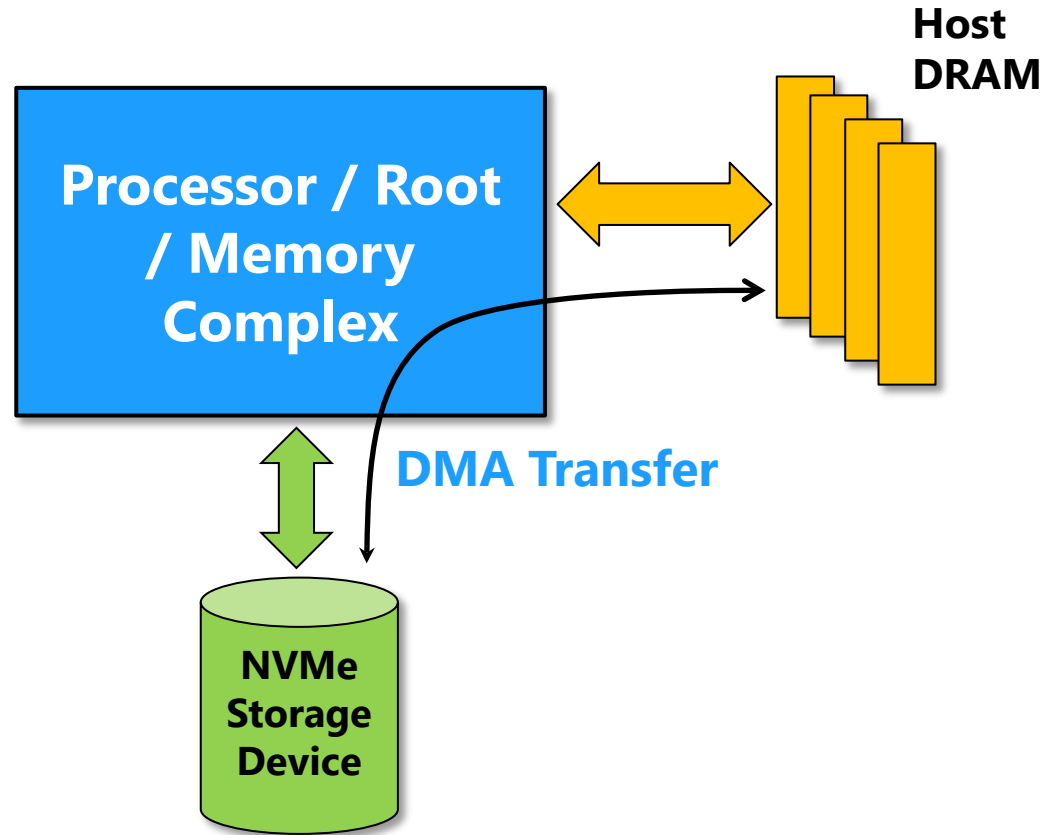 Host
DRAM
Processor / Root
/ Memory
Complex
DMA Transfer
NVMe
Storage
Device